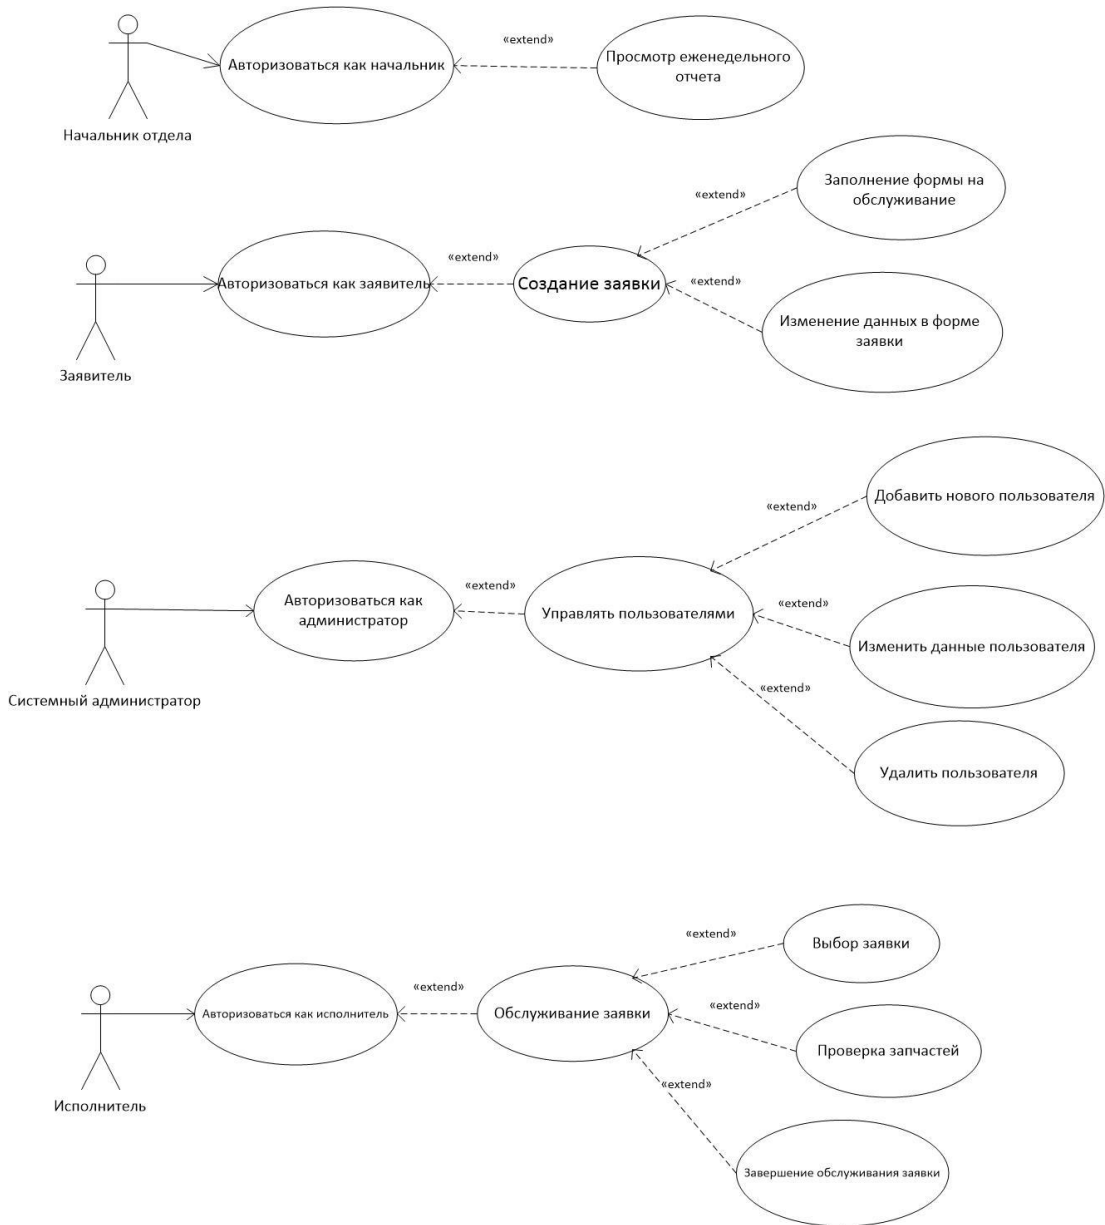 «extend»
Авторизоваться как начальник
Просмотр еженедельного
отчета
Начальник отдела
Заполнение формы на
обслуживание
«extend»
«extend»
Авторизоваться как заявитель
Создание заявки
«extend»
Изменение данных в форме
заявки
Заявитель
Добавить нового пользователя
«extend»
Авторизоваться как
администратор
«extend»
Управлять пользователями
«extend»
Изменить данные пользователя
«extend»
Системный администратор
Удалить пользователя
«extend»
Выбор заявки
«extend»
Авторизоваться как исполнитель
Обслуживание заявки
«extend»
Проверка запчастей
«extend»
Исполнитель
Завершение обслуживания заявки